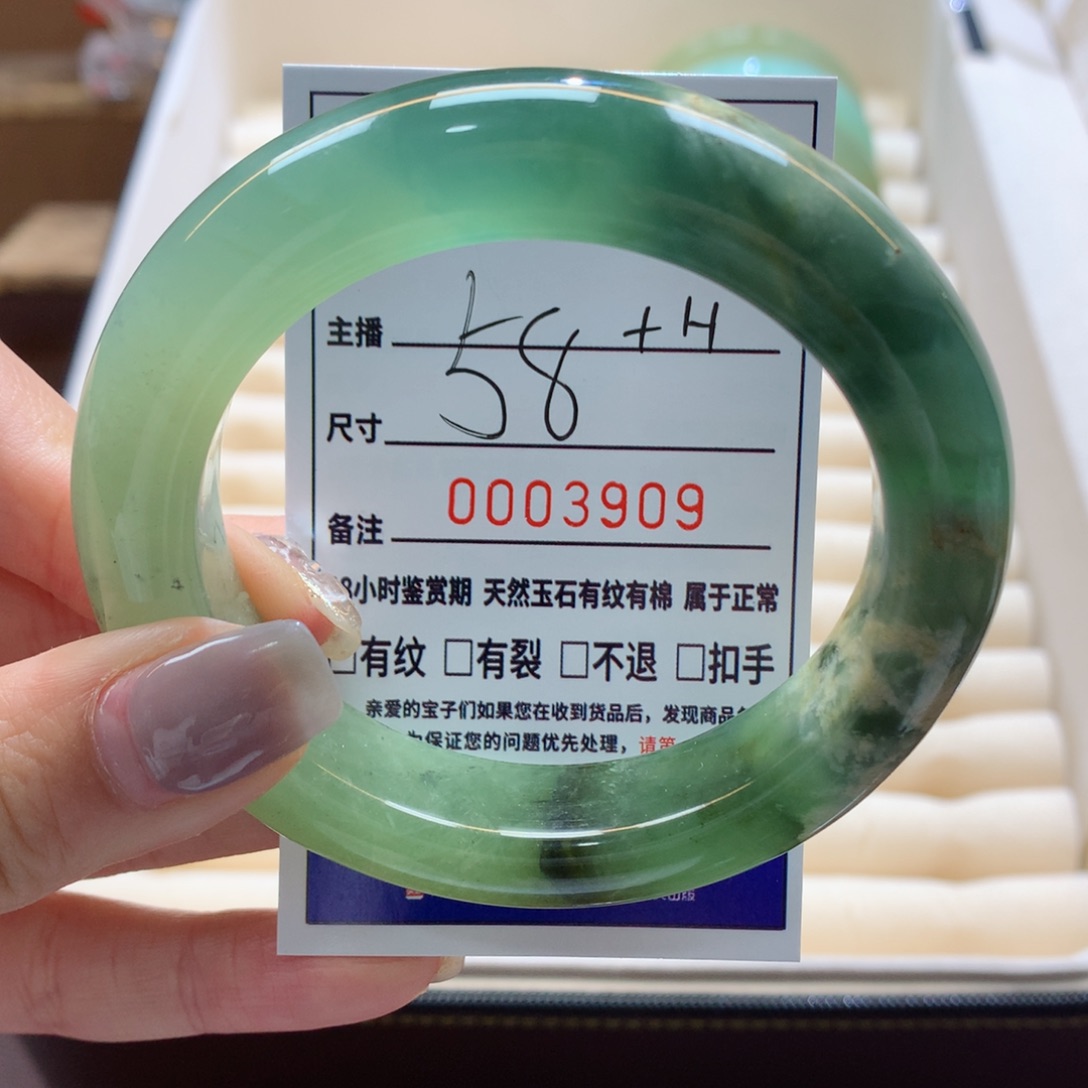 主播 58 +H
尺寸
备注 0003909
8小时鉴赏期 天然玉石有纹有棉 属于正常
□有纹 □有裂 □不退 □扣手
亲爱的宝子们如果您在收到货品后，发现商品
为保证您的问题优先处理，请第